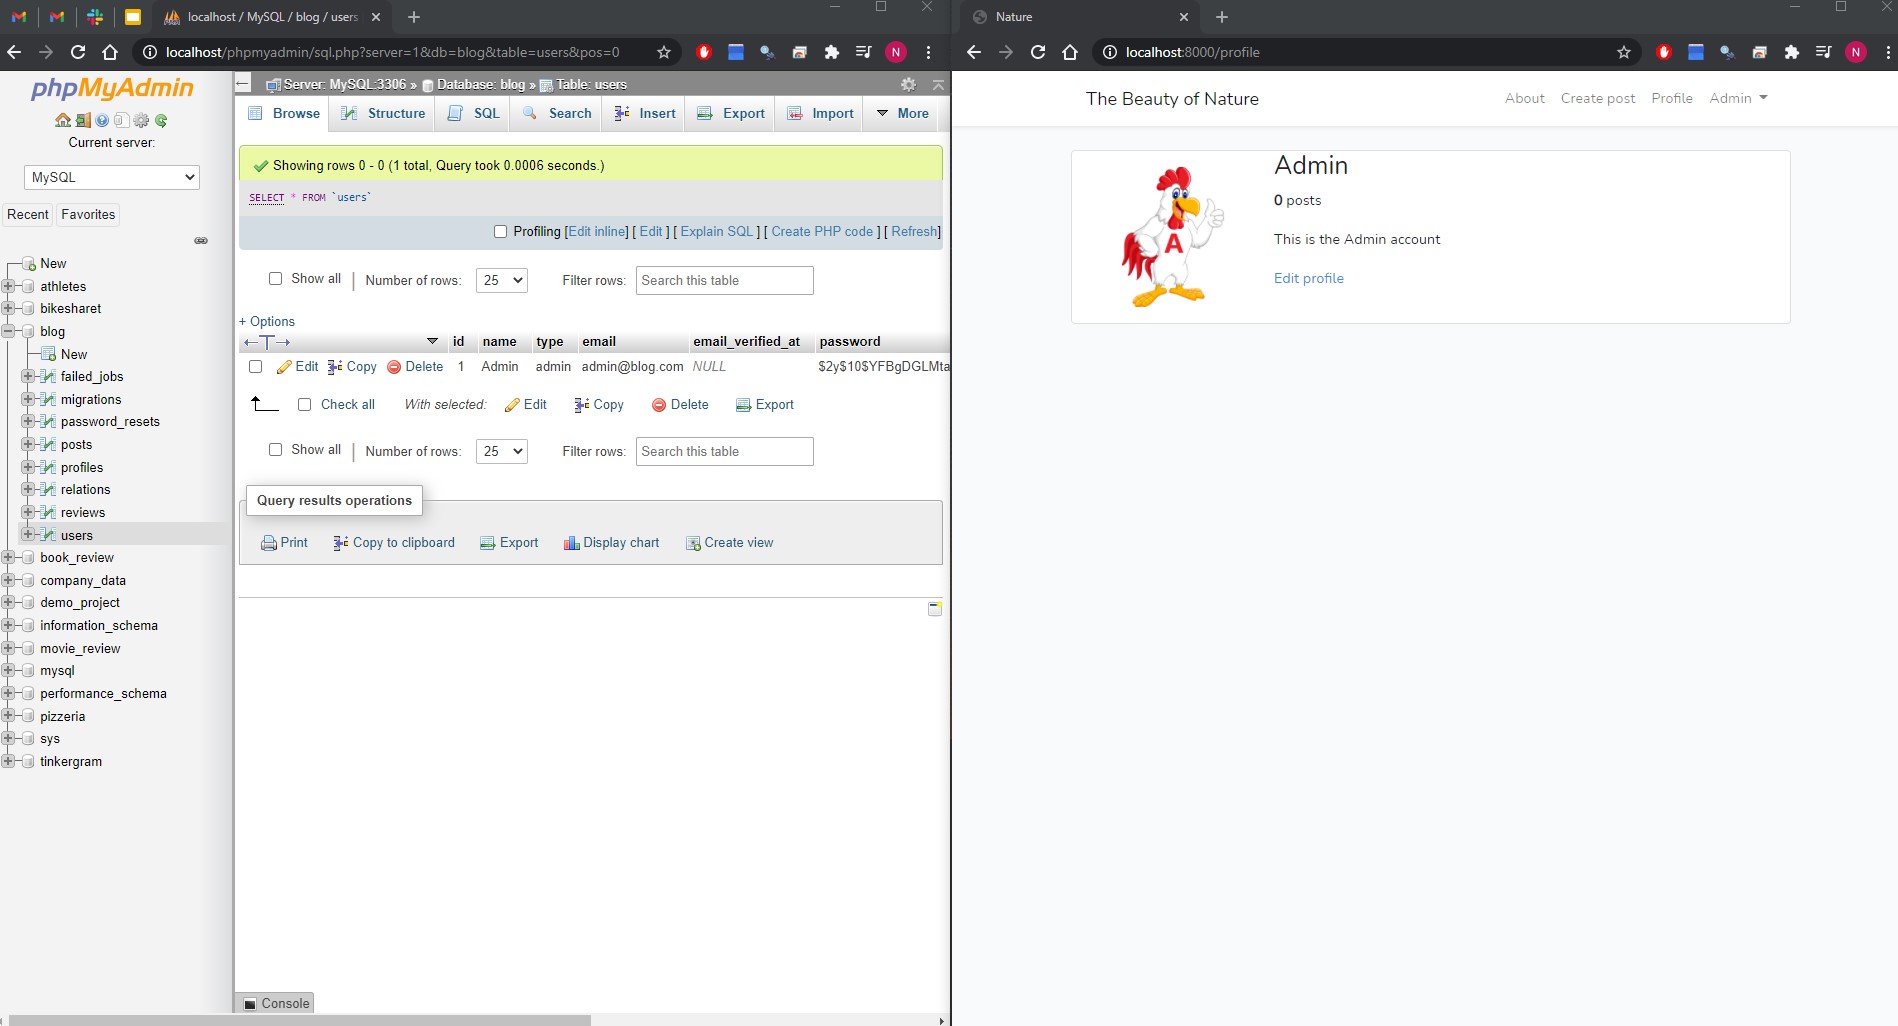 localhost / MySQL / blog / users
localhost/phpmyadmin/sql.php?server=1&db=blog&table=users&pos=0
N
phpMyAdmin
Current server:
MySQL
Recent
Favorites
New
athletes
bikesharet
blog
New
failed_jobs
migrations
password_resets
posts
profiles
relations
reviews
users
book_review
company_data
demo_project
information_schema
movie_review
mysql
performance_schema
pizzeria
sys
tinkergram
Server: MySQL:3306 » Database: blog » Table: users
Browse Structure SQL Search Insert Export Import More
Showing rows 0 - 0 (1 total, Query took 0.0006 seconds.)
SELECT * FROM `users`
Profiling [Edit inline] [ Edit ] [ Explain SQL ] [ Create PHP code ] [ Refresh]
Show all | Number of rows: 25 Filter rows: Search this table
+ Options
id name type email email_verified_at password
Edit Copy Delete 1 Admin admin admin@blog.com NULL $2y$10$YFBgDGLMta
Check all With selected: Edit Copy Delete Export
Show all | Number of rows: 25 Filter rows: Search this table
Query results operations
Print Copy to clipboard Export Display chart Create view
Console
Nature
localhost:8000/profile
N
The Beauty of Nature
About Create post Profile Admin
A
Admin
0 posts
This is the Admin account
Edit profile